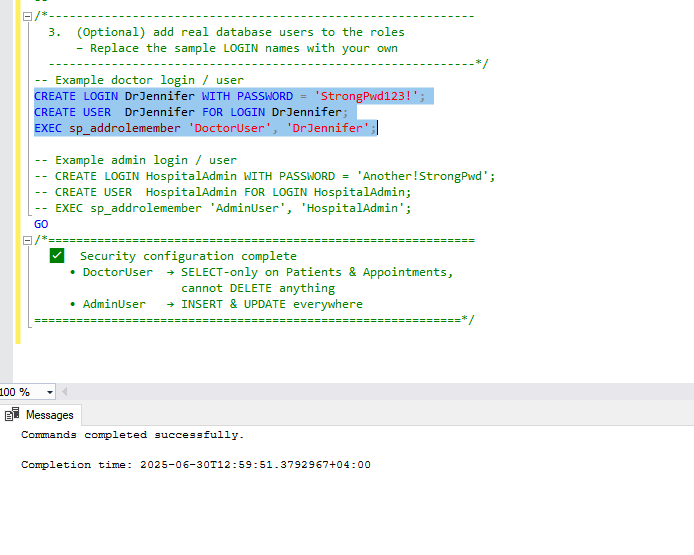 GO
/*-------------------------------------------------------------
3.  (Optional) add real database users to the roles
– Replace the sample LOGIN names with your own
-------------------------------------------------------------*/
-- Example doctor login / user
CREATE LOGIN DrJennifer WITH PASSWORD = 'StrongPwd123!';
CREATE USER  DrJennifer FOR LOGIN DrJennifer;
EXEC sp_addrolemember 'DoctorUser', 'DrJennifer';
-- Example admin login / user
-- CREATE LOGIN HospitalAdmin WITH PASSWORD = 'Another!StrongPwd';
-- CREATE USER  HospitalAdmin FOR LOGIN HospitalAdmin;
-- EXEC sp_addrolemember 'AdminUser', 'HospitalAdmin';
GO
/*=============================================================
✅  Security configuration complete
• DoctorUser  → SELECT-only on Patients & Appointments,
cannot DELETE anything
• AdminUser   → INSERT & UPDATE everywhere
=============================================================*/
100 %
Messages
Commands completed successfully.
Completion time: 2025-06-30T12:59:51.3792967+04:00